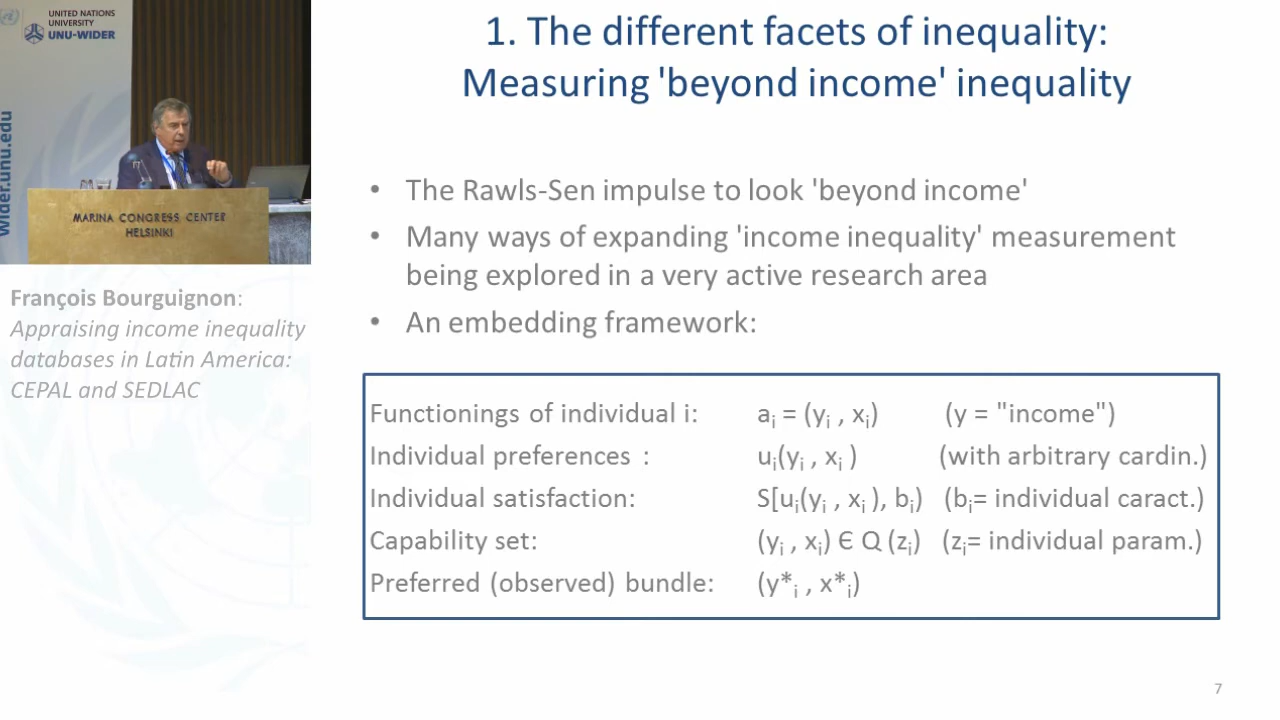 UNITED NATIONS
UNIVERSITY
UNU-WIDER
wider.unu.edu
MARINA CONGRESS CENTER
HELSINKI
François Bourguignon:
Appraising income inequality
databases in Latin America:
CEPAL and SEDLAC
1. The different facets of inequality:
Measuring 'beyond income' inequality
• The Rawls-Sen impulse to look 'beyond income'
• Many ways of expanding 'income inequality' measurement
being explored in a very active research area
• An embedding framework:
Functionings of individual i: aᵢ = (yᵢ , xᵢ) (y = "income")
Individual preferences : uᵢ(yᵢ , xᵢ ) (with arbitrary cardin.)
Individual satisfaction: S[uᵢ(yᵢ , xᵢ ), bᵢ) (bᵢ= individual caract.)
Capability set: (yᵢ , xᵢ) Є Q (zᵢ) (zᵢ= individual param.)
Preferred (observed) bundle: (y*ᵢ , x*ᵢ)
7